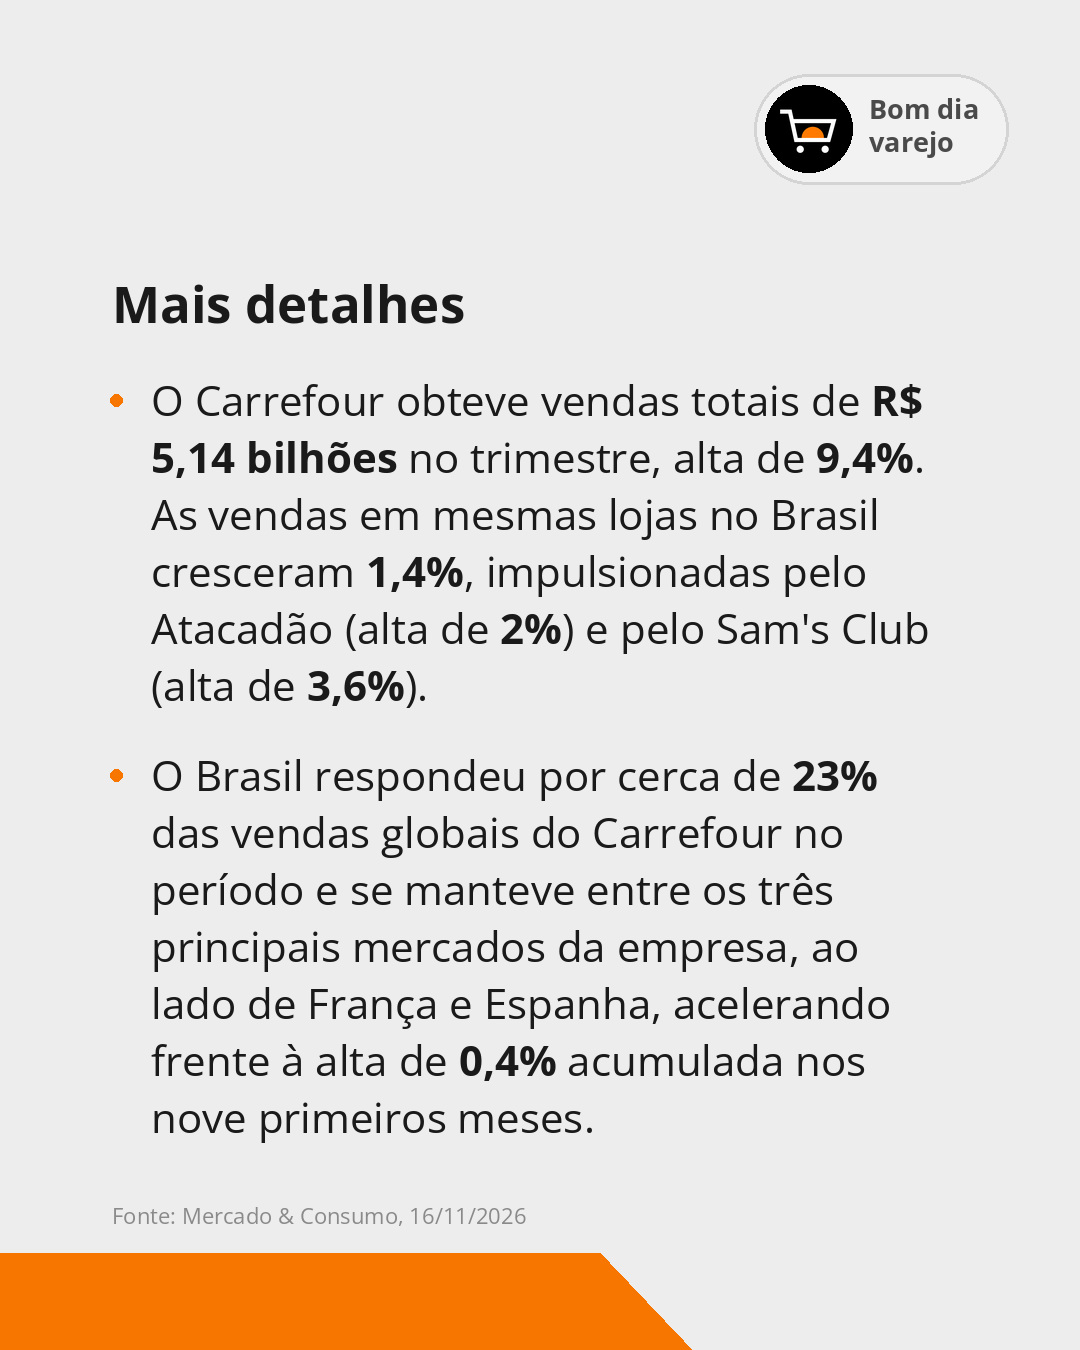 Bom dia
varejo
Mais detalhes
O Carrefour obteve vendas totais de R$
5,14 bilhões no trimestre, alta de 9,4%.
As vendas em mesmas lojas no Brasil
cresceram 1,4%, impulsionadas pelo
Atacadão (alta de 2%) e pelo Sam's Club
(alta de 3,6%).
O Brasil respondeu por cerca de 23%
das vendas globais do Carrefour no
período e se manteve entre os três
principais mercados da empresa, ao
lado de França e Espanha, acelerando
frente à alta de 0,4% acumulada nos
nove primeiros meses.
Fonte: Mercado & Consumo, 16/11/2026